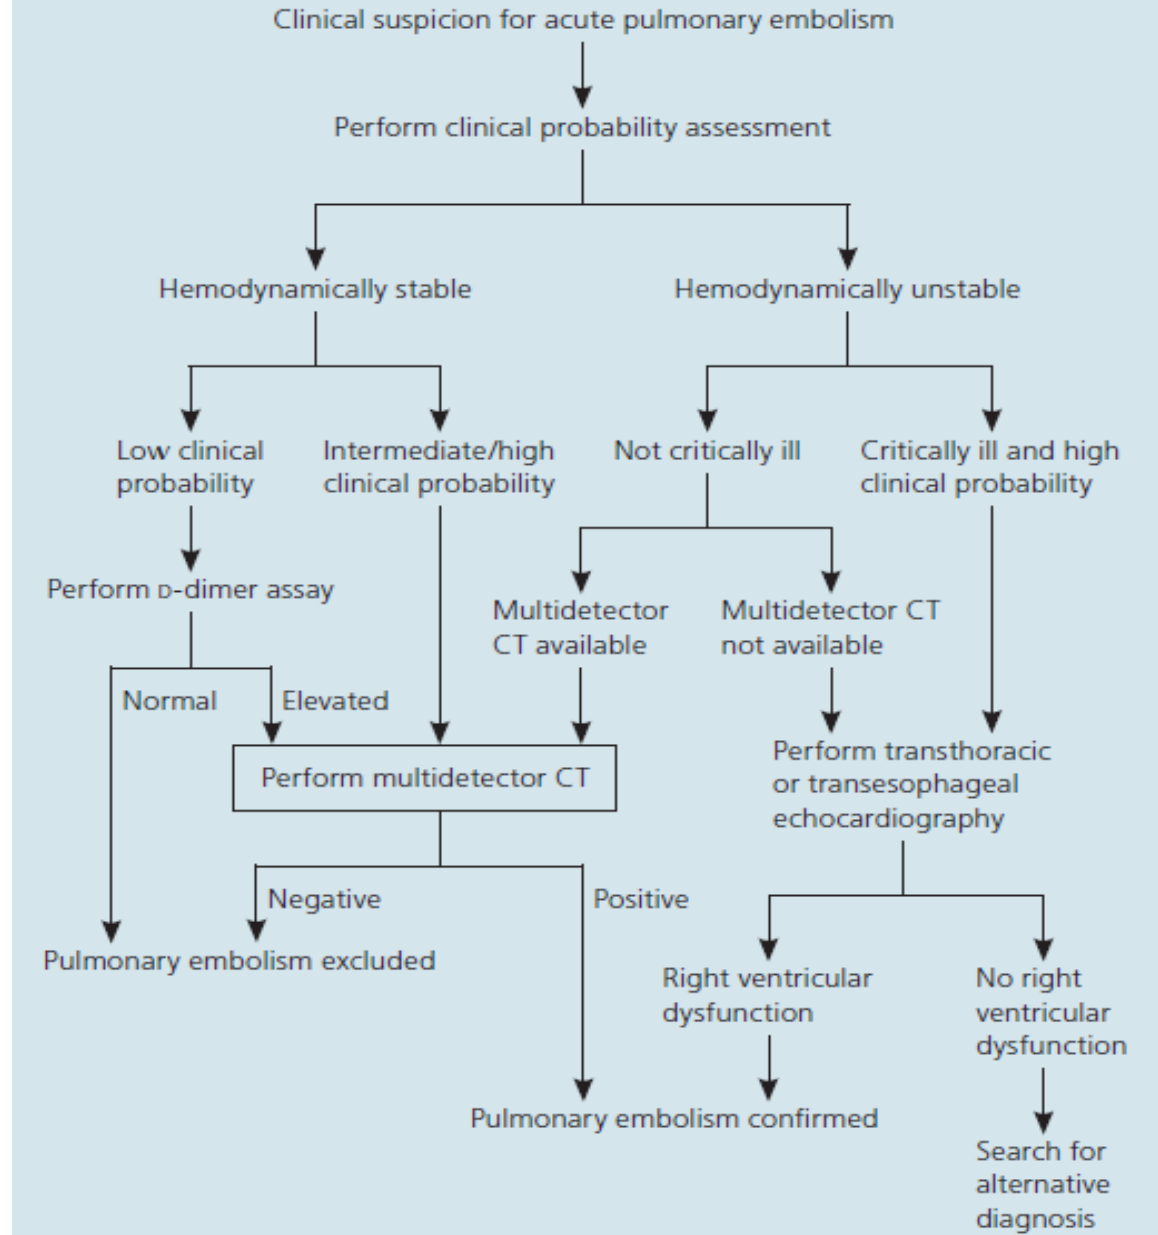 Clinical suspicion for acute pulmonary embolism
Perform clinical probability assessment
Hemodynamically stable
Hemodynamically unstable
Low clinical
probability
Intermediate/high
clinical probability
Not critically ill
Critically ill and high
clinical probability
Perform D-dimer assay
Multidetector
CT available
Multidetector CT
not available
Normal
Elevated
Perform multidetector CT
Perform transthoracic
or transesophageal
echocardiography
Negative
Positive
Pulmonary embolism excluded
Right ventricular
dysfunction
No right
ventricular
dysfunction
Pulmonary embolism confirmed
Search for
alternative
diagnosis